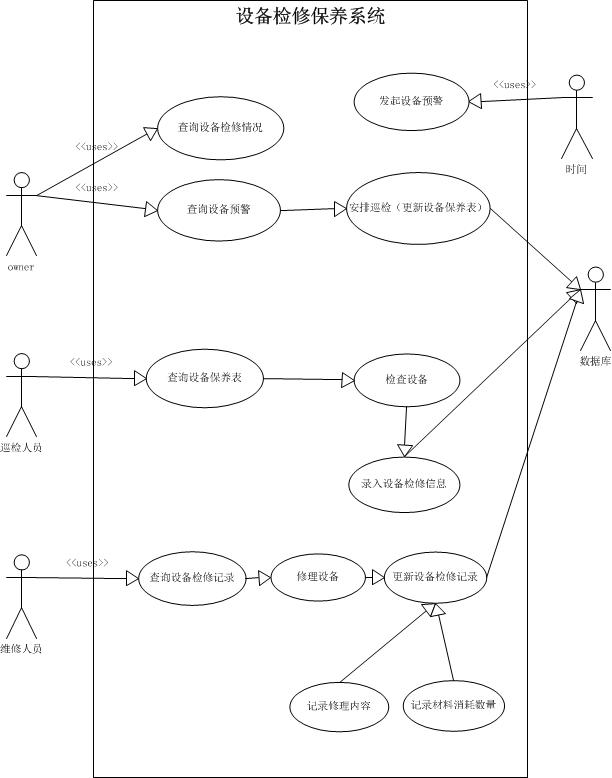 设备检修保养系统
<<uses>>
发起设备预警
时间
查询设备检修情况
<<uses>>
<<uses>>
owner
查询设备预警
安排巡检（更新设备保养表）
数据库
<<uses>>
巡检人员
查询设备保养表
检查设备
录入设备检修信息
<<uses>>
维修人员
查询设备检修记录
修理设备
更新设备检修记录
记录修理内容
记录材料消耗数量